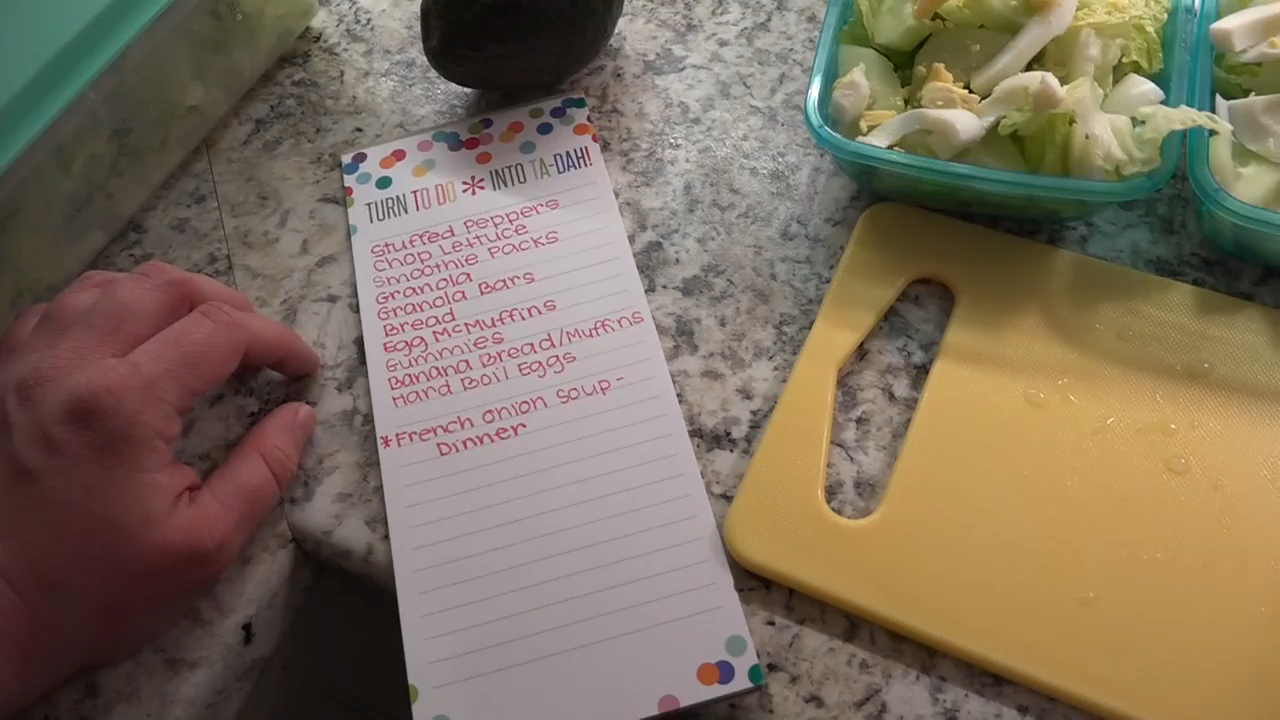 TURN TO DO * INTO TA-DAH!
Stuffed Peppers
Chop Lettuce
Smoothie Packs
Granola
Granola Bars
Bread
Egg McMuffins
Gummies
Banana Bread/Muffins
Hard Boil Eggs
*French Onion Soup-
Dinner